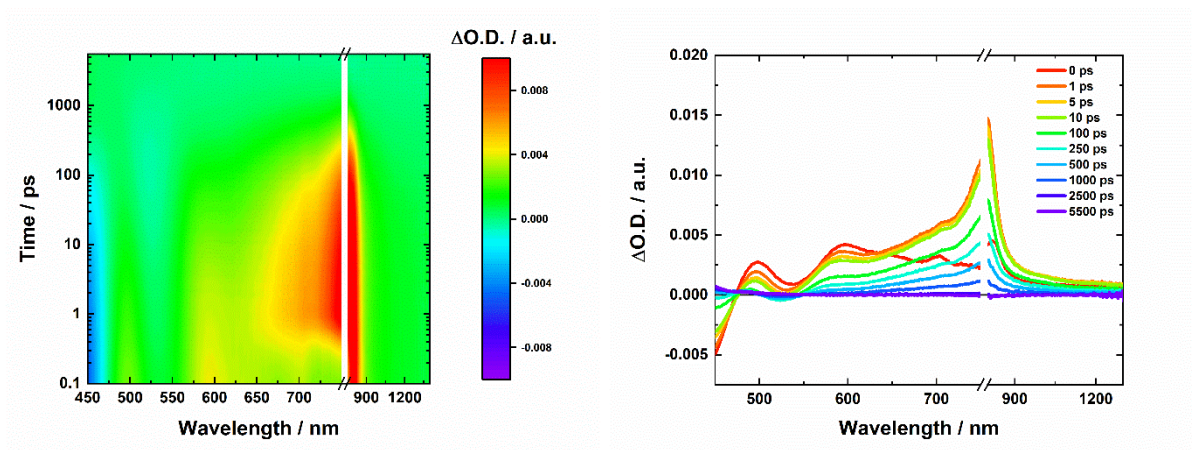 ΔO.D. / a.u.
0.008
0.004
0.000
-0.004
-0.008
Time / ps
1000
100
10
1
0.1
450 500 550 600 650 700 900 1200
Wavelength / nm
ΔO.D. / a.u.
0.020
0.015
0.010
0.005
0.000
-0.005
0 ps
1 ps
5 ps
10 ps
100 ps
250 ps
500 ps
1000 ps
2500 ps
5500 ps
500 600 700 900 1200
Wavelength / nm